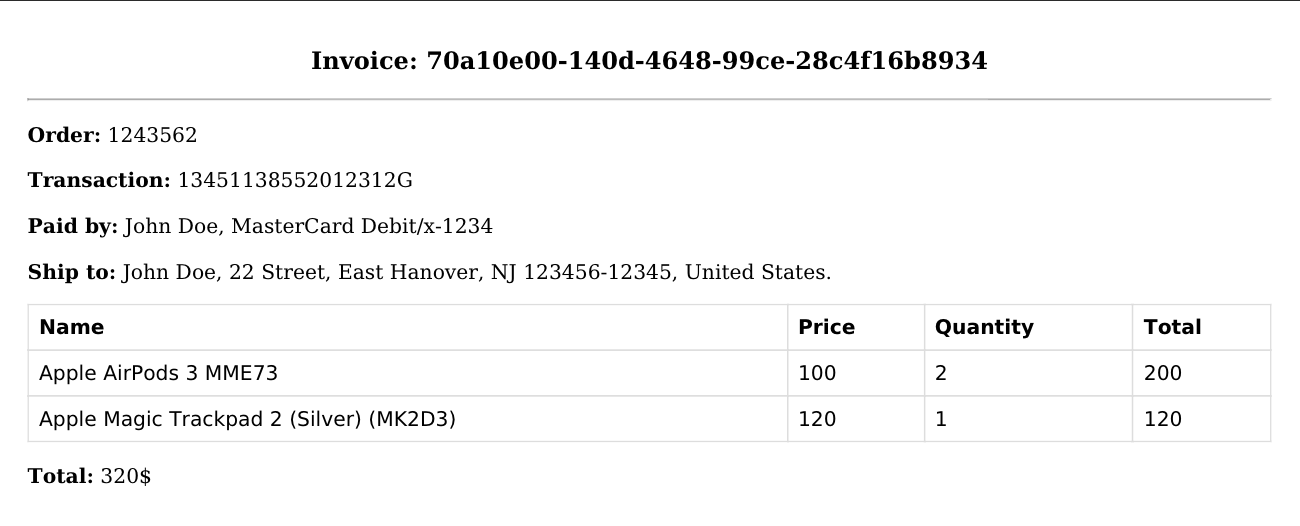 Invoice: 70a10e00-140d-4648-99ce-28c4f16b8934
Order: 1243562
Transaction: 13451138552012312G
Paid by: John Doe, MasterCard Debit/x-1234
Ship to: John Doe, 22 Street, East Hanover, NJ 123456-12345, United States.
Name Price Quantity Total
Apple AirPods 3 MME73 100 2 200
Apple Magic Trackpad 2 (Silver) (MK2D3) 120 1 120
Total: 320$